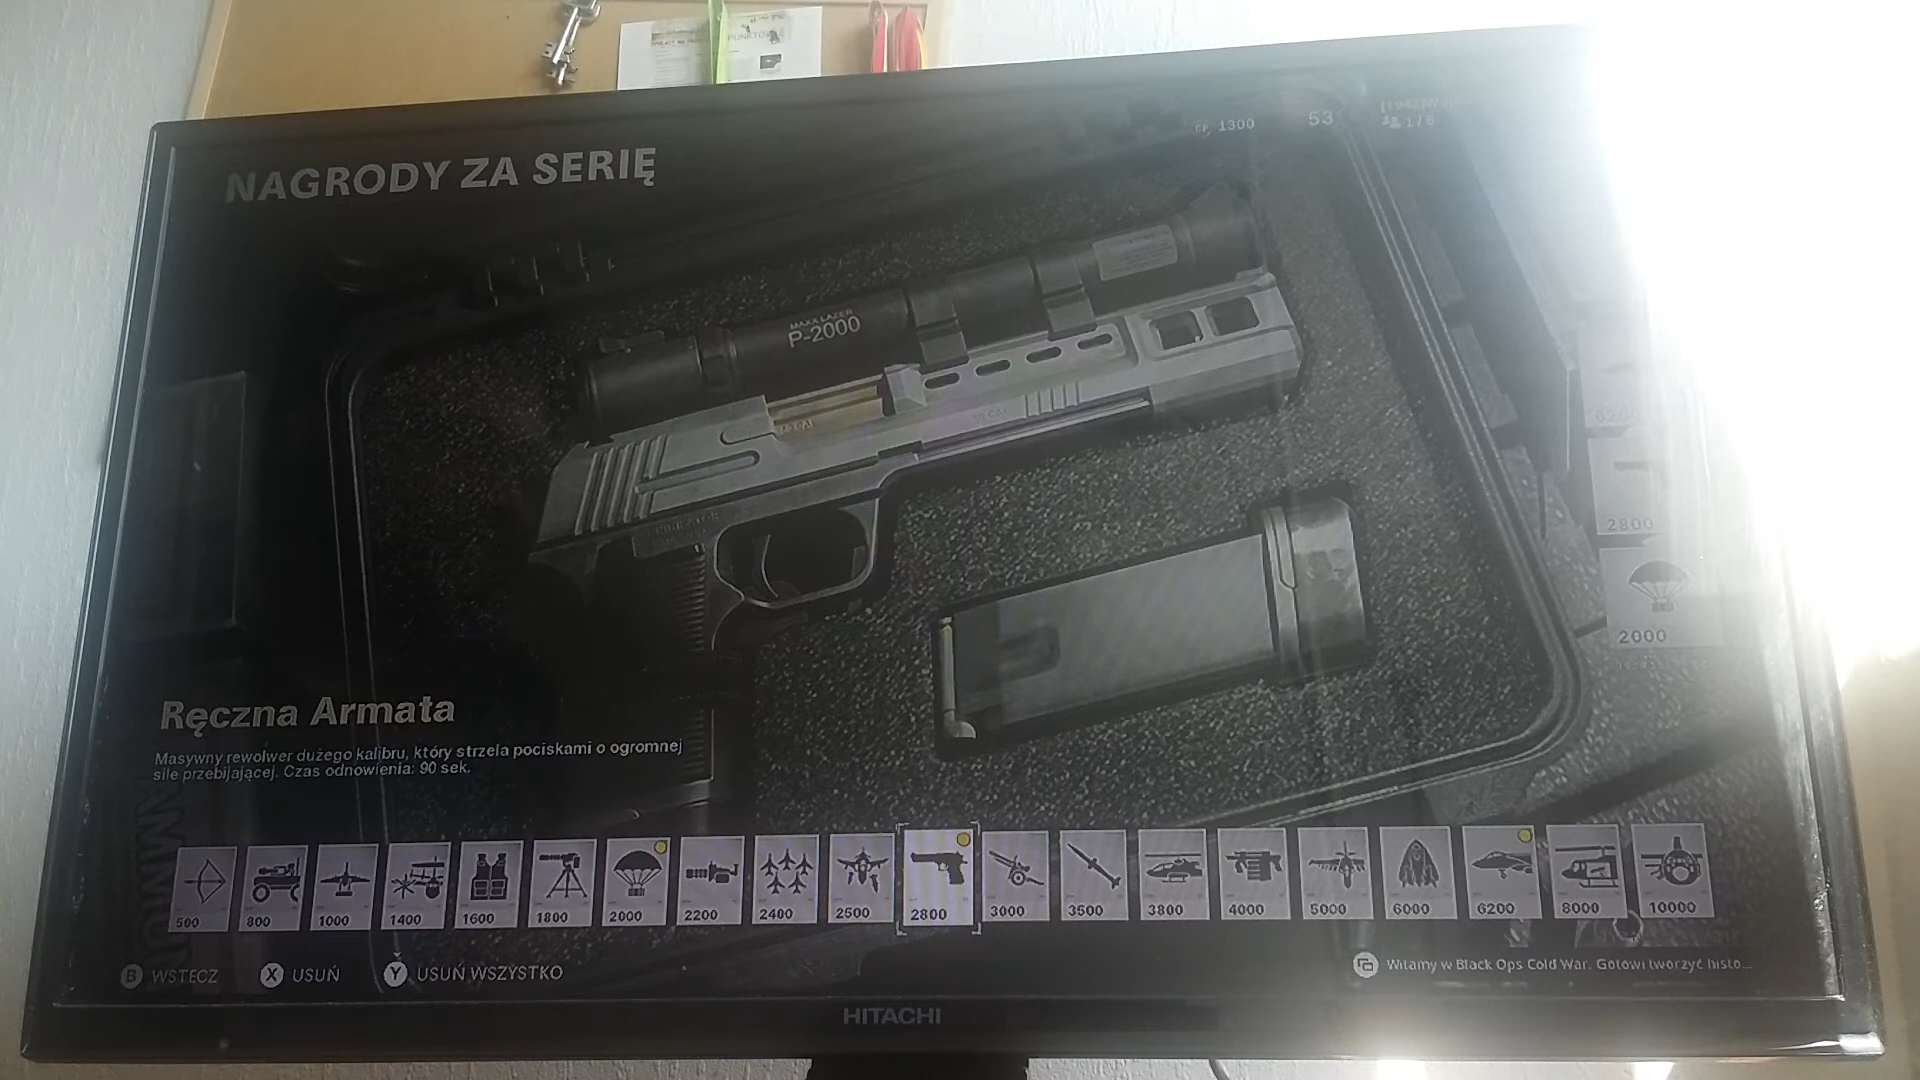 PUNKTÓW
CP 1300
53
1/6
NAGRODY ZA SERIĘ
MAXX LAZER
P-2000
6200
2800
2000
Ręczna Armata
Masywny rewolwer dużego kalibru, który strzela pociskami o ogromnej
sile przebijającej. Czas odnowienia: 90 sek.
500 800 1000 1400 1600 1800 2000 2200 2400 2500 2800 3000 3500 3800 4000 5000 6000 6200 8000 10000
B WSTECZ X USUŃ Y USUŃ WSZYSTKO
Witamy w Black Ops Cold War. Gotowi tworzyć histo...
HITACHI